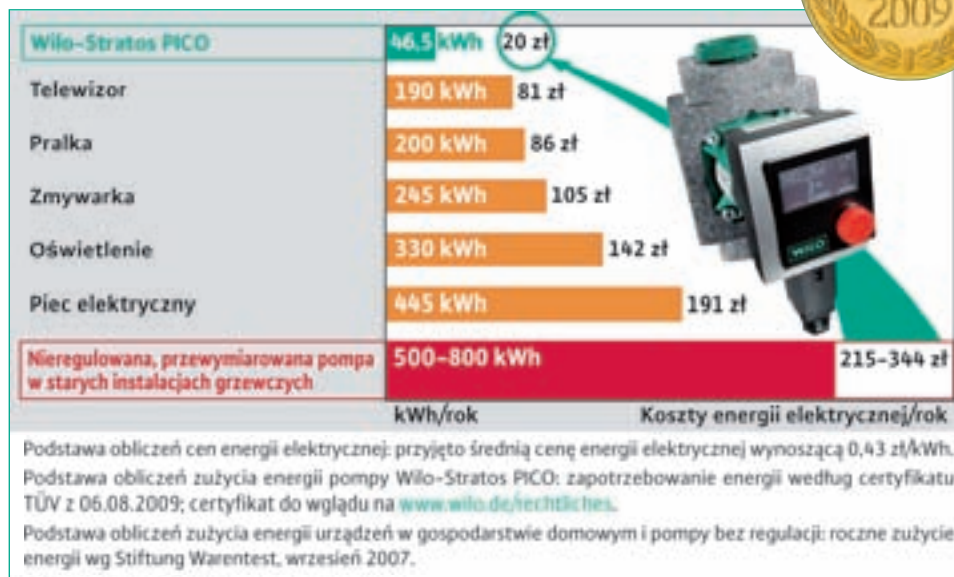 2009
Wilo-Stratos PICO 46,5 kWh 20 zł
Telewizor 190 kWh 81 zł
Pralka 200 kWh 86 zł
Zmywarka 245 kWh 105 zł
Oświetlenie 330 kWh 142 zł
Piec elektryczny 445 kWh 191 zł
Nieregulowana, przewymiarowana pompa
w starych instalacjach grzewczych 500–800 kWh 215–344 zł
kWh/rok Koszty energii elektrycznej/rok
WILO
Podstawa obliczeń cen energii elektrycznej: przyjęto średnią cenę energii elektrycznej wynoszącą 0,43 zł/kWh.
Podstawa obliczeń zużycia energii pompy Wilo-Stratos PICO: zapotrzebowanie energii według certyfikatu
TÜV z 06.08.2009; certyfikat do wglądu na www.wilo.de/rechtliches.
Podstawa obliczeń zużycia energii urządzeń w gospodarstwie domowym i pompy bez regulacji: roczne zużycie
energii wg Stiftung Warentest, wrzesień 2007.